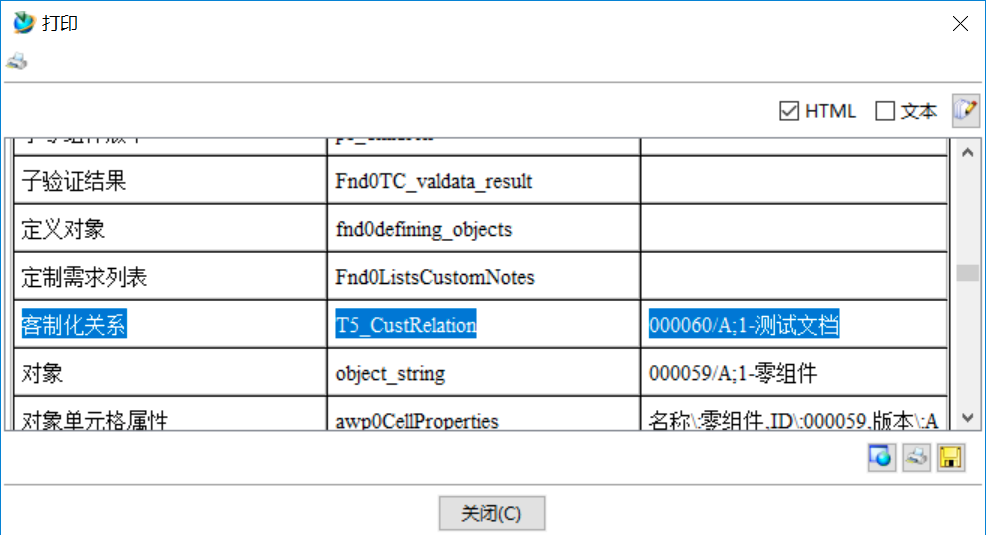 打印
HTML 文本
子验证结果 Fnd0TC_valdata_result
定义对象 fnd0defining_objects
定制需求列表 Fnd0ListsCustomNotes
客制化关系 T5_CustRelation 000060/A;1-测试文档
对象 object_string 000059/A;1-零组件
对象单元格属性 awp0CellProperties 名称\:零组件,ID\:000059,版本\:A
关闭(C)